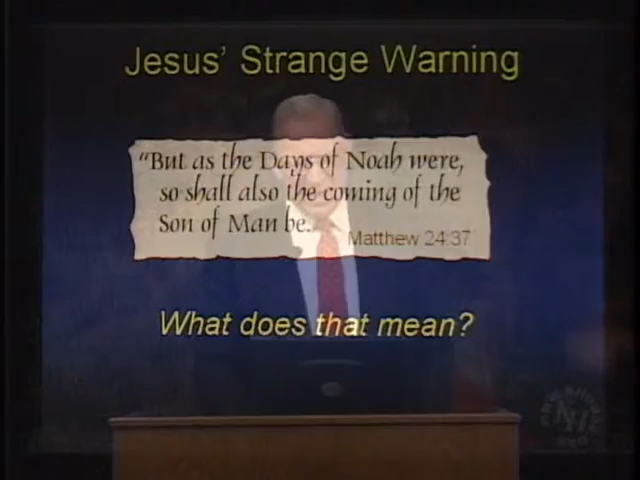 Jesus' Strange Warning
"But as the Days of Noah were,
so shall also the coming of the
Son of Man be.
Matthew 24:37
What does that mean?